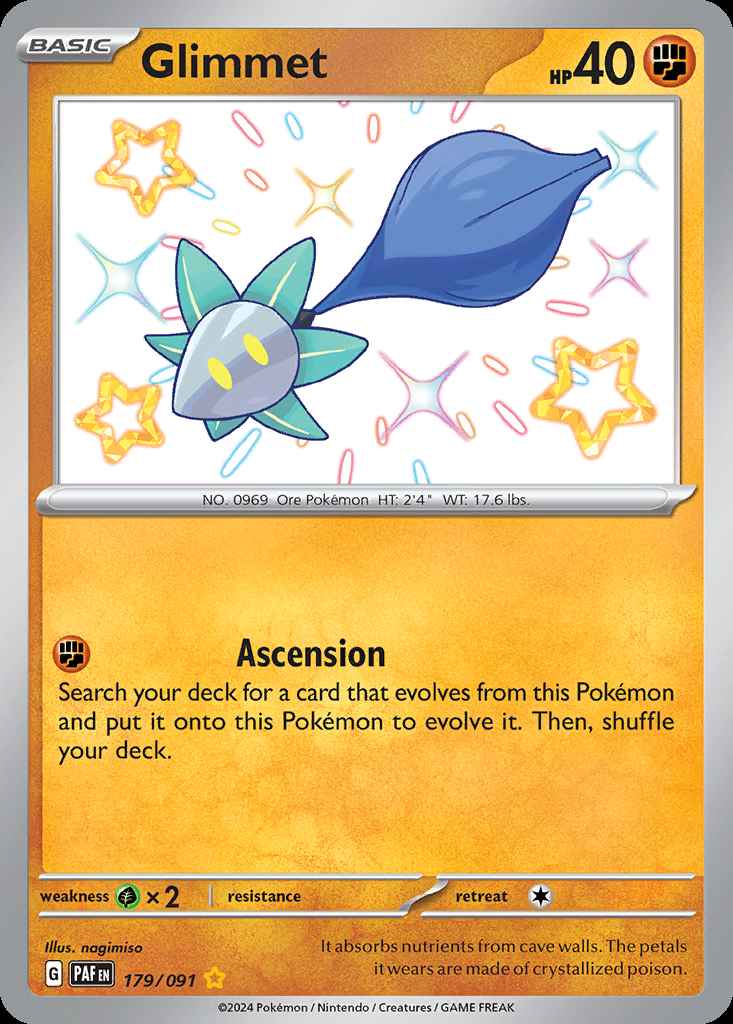 BASIC
Glimmet
HP 40
NO. 0969 Ore Pokémon HT: 2'4" WT: 17.6 lbs.
Ascension
Search your deck for a card that evolves from this Pokémon
and put it onto this Pokémon to evolve it. Then, shuffle
your deck.
weakness ×2 resistance retreat
Illus. nagimiso
It absorbs nutrients from cave walls. The petals
it wears are made of crystallized poison.
G PAF EN 179/091
©2024 Pokémon / Nintendo / Creatures / GAME FREAK